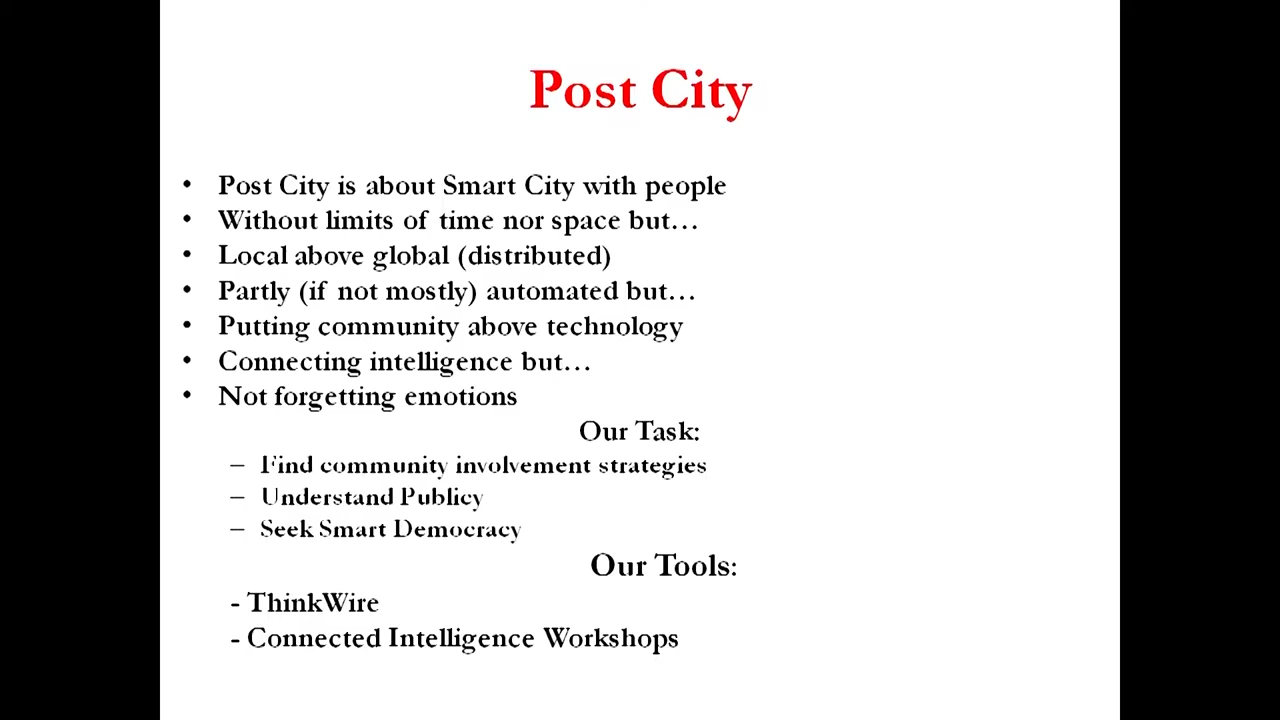 Post City
• Post City is about Smart City with people
• Without limits of time nor space but…
• Local above global (distributed)
• Partly (if not mostly) automated but…
• Putting community above technology
• Connecting intelligence but…
• Not forgetting emotions
Our Task:
– Find community involvement strategies
– Understand Publicy
– Seek Smart Democracy
Our Tools:
- ThinkWire
- Connected Intelligence Workshops